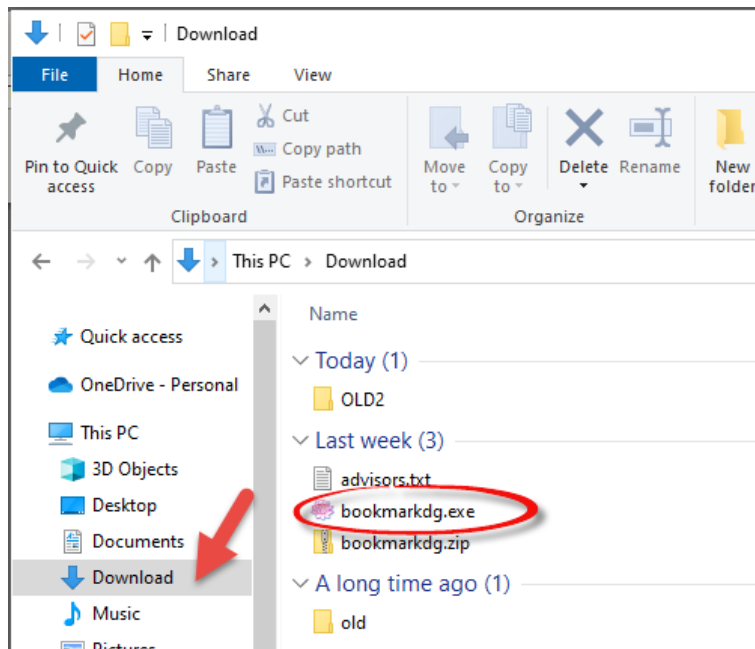 Download
File Home Share View
Pin to Quick access
Copy
Paste
Cut
Copy path
Paste shortcut
Move to
Copy to
Delete
Rename
New folder
Clipboard
Organize
This PC > Download
Name
Quick access
OneDrive - Personal
This PC
3D Objects
Desktop
Documents
Download
Music
Pictures
Today (1)
OLD2
Last week (3)
advisors.txt
bookmarkdg.exe
bookmarkdg.zip
A long time ago (1)
old